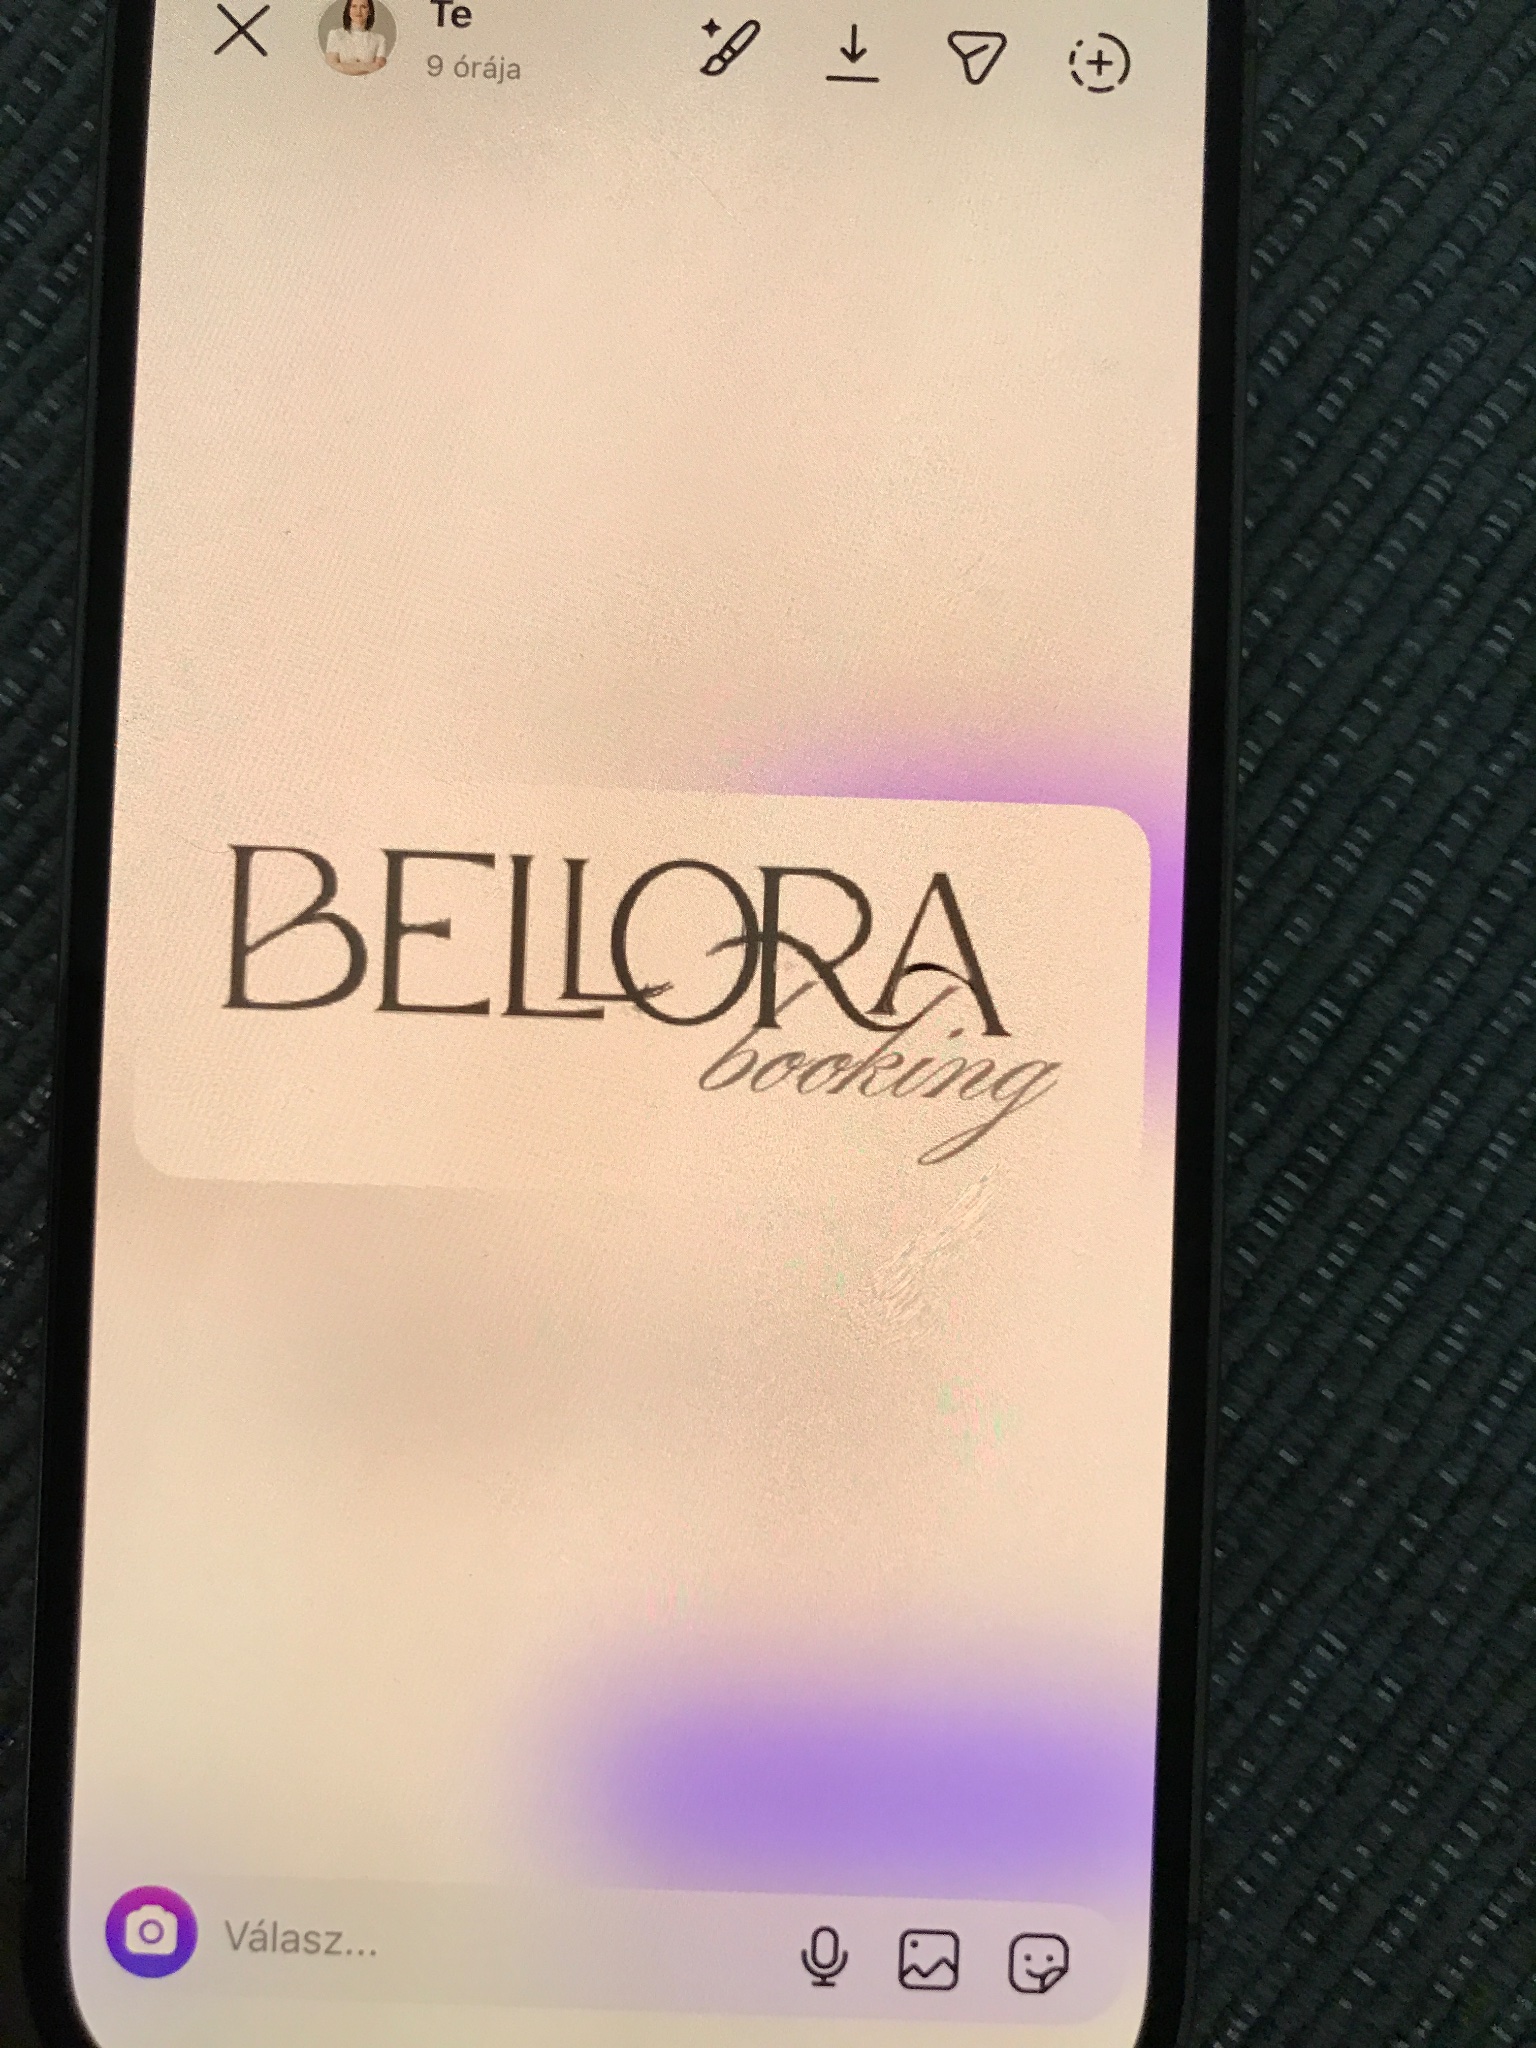 Te
9 órája
BELLORA
booking
Válasz...